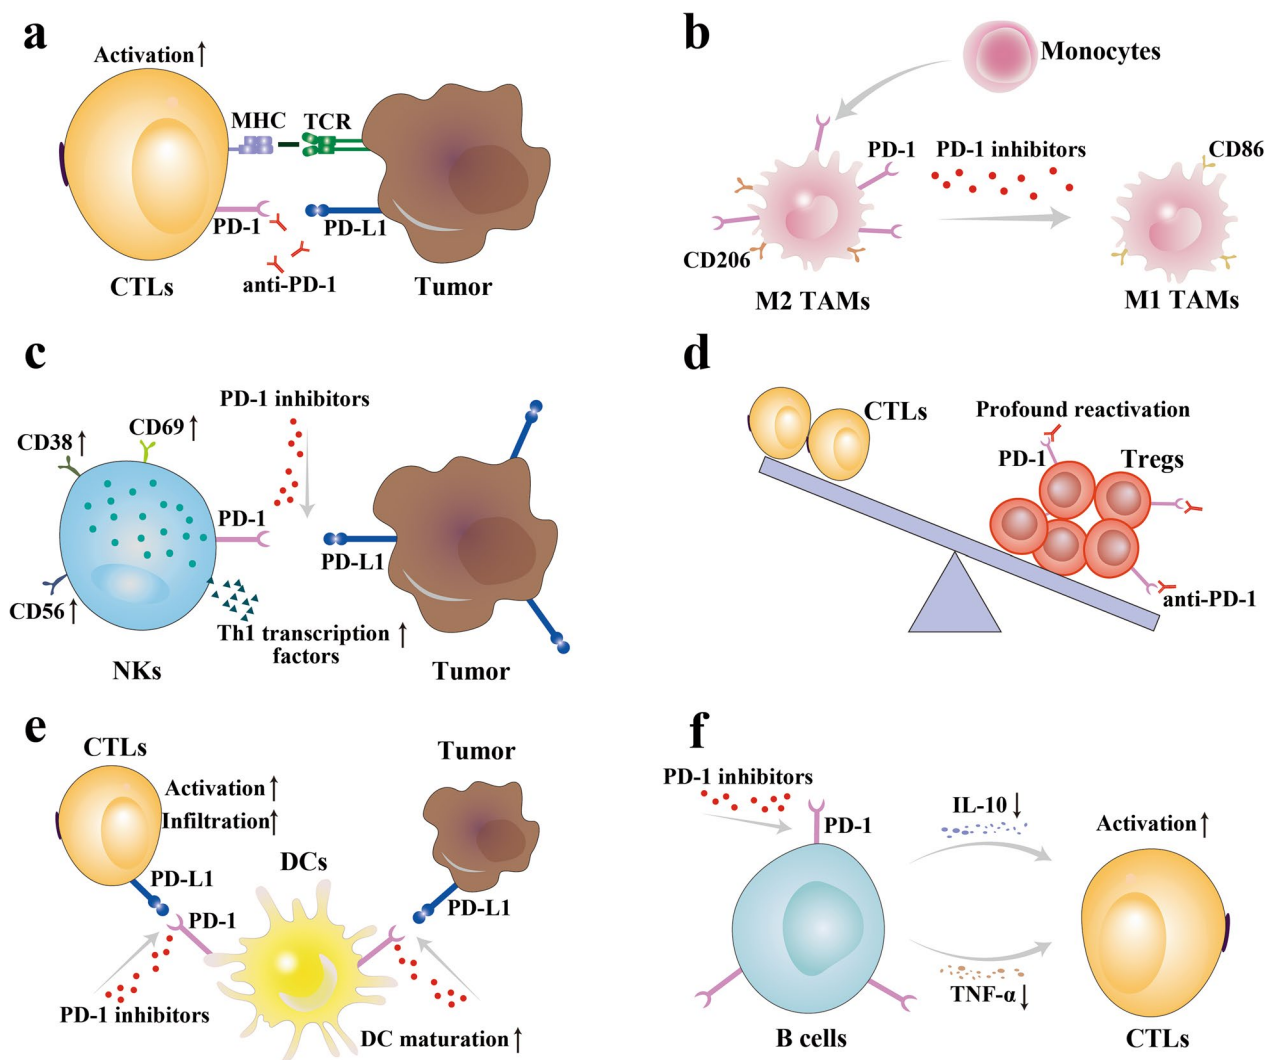 a
Activation↑
MHC
TCR
PD-1
PD-L1
anti-PD-1
CTLs
Tumor
b
Monocytes
PD-1
PD-1 inhibitors
CD86
CD206
M2 TAMs
M1 TAMs
c
PD-1 inhibitors
CD69↑
CD38↑
PD-1
PD-L1
CD56↑
Th1 transcription ↑
factors
NKs
Tumor
d
CTLs
Profound reactivation
PD-1
Tregs
anti-PD-1
e
CTLs
Tumor
Activation↑
Infiltration↑
DCs
PD-L1
PD-1
PD-L1
PD-1 inhibitors
DC maturation↑
f
PD-1 inhibitors
PD-1
IL-10↓
Activation↑
TNF-α↓
B cells
CTLs